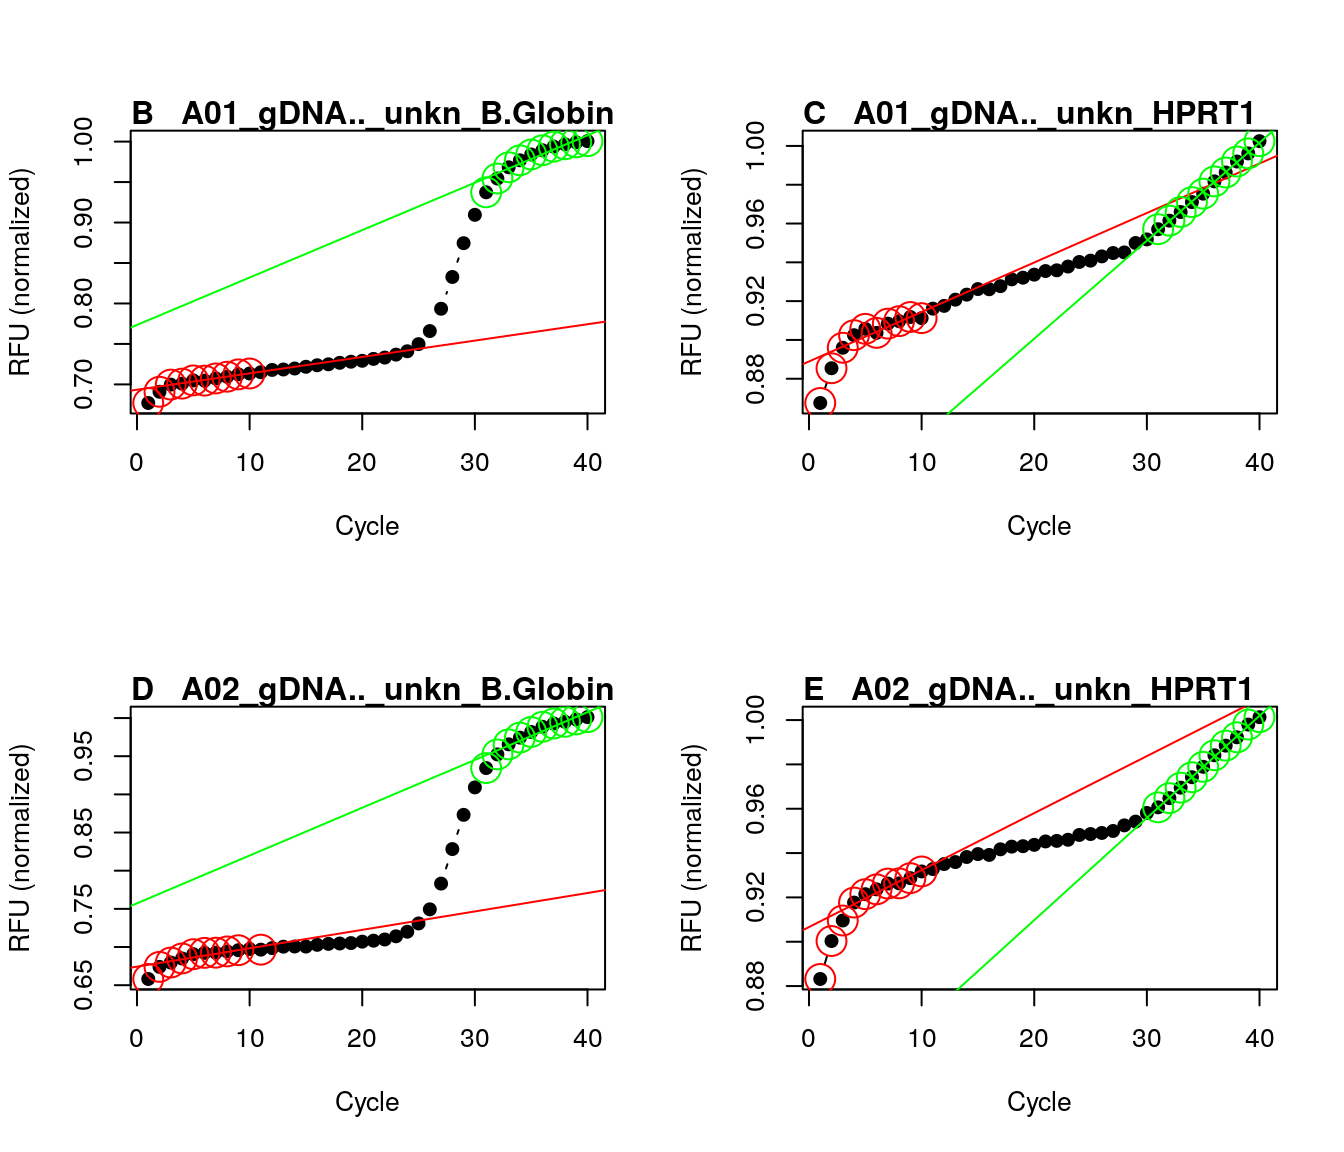 B A01_gDNA.._unkn_B.Globin
RFU (normalized)
1.00
0.90
0.80
0.70
0 10 20 30 40
Cycle
C A01_gDNA.._unkn_HPRT1
RFU (normalized)
1.00
0.96
0.92
0.88
0 10 20 30 40
Cycle
D A02_gDNA.._unkn_B.Globin
RFU (normalized)
0.95
0.85
0.75
0.65
0 10 20 30 40
Cycle
E A02_gDNA.._unkn_HPRT1
RFU (normalized)
1.00
0.96
0.92
0.88
0 10 20 30 40
Cycle